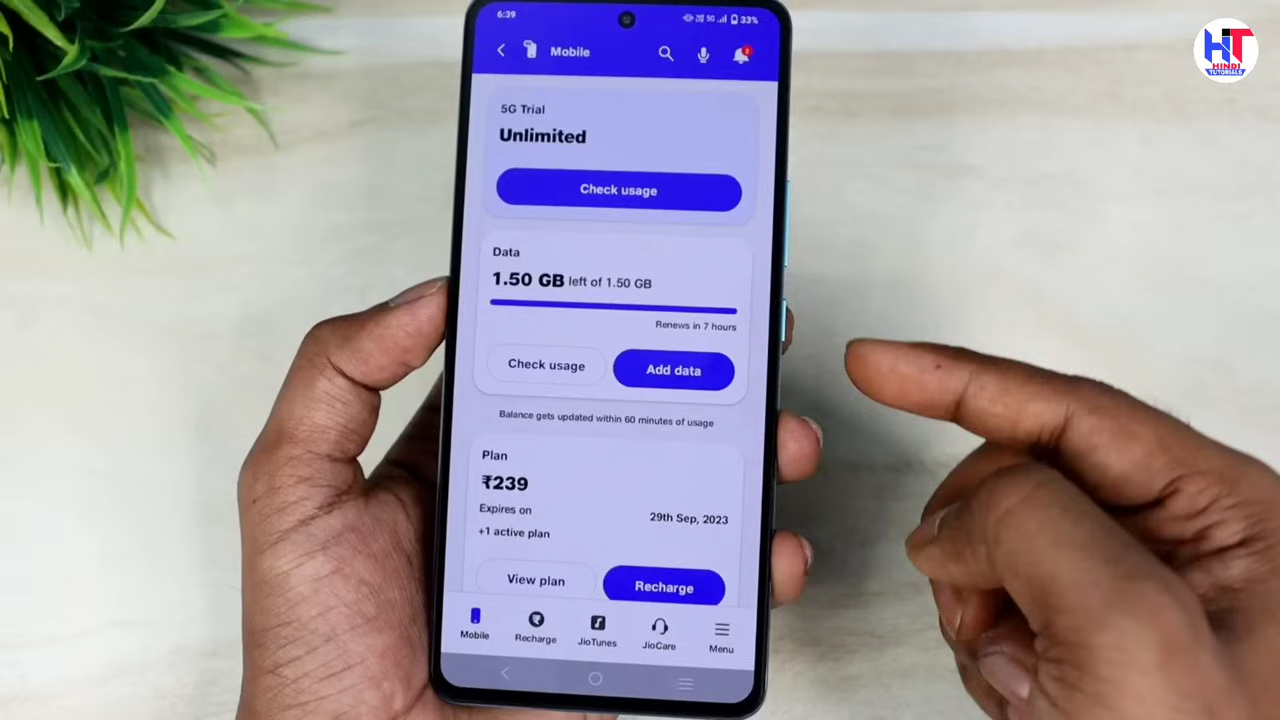 6:39
5G
33%
Mobile
2
HT
HINDI
TUTORIALS
5G Trial
Unlimited
Check usage
Data
1.50 GB left of 1.50 GB
Renews in 7 hours
Check usage
Add data
Balance gets updated within 60 minutes of usage
Plan
₹239
Expires on
29th Sep, 2023
+1 active plan
View plan
Recharge
Mobile
Recharge
JioTunes
JioCare
Menu